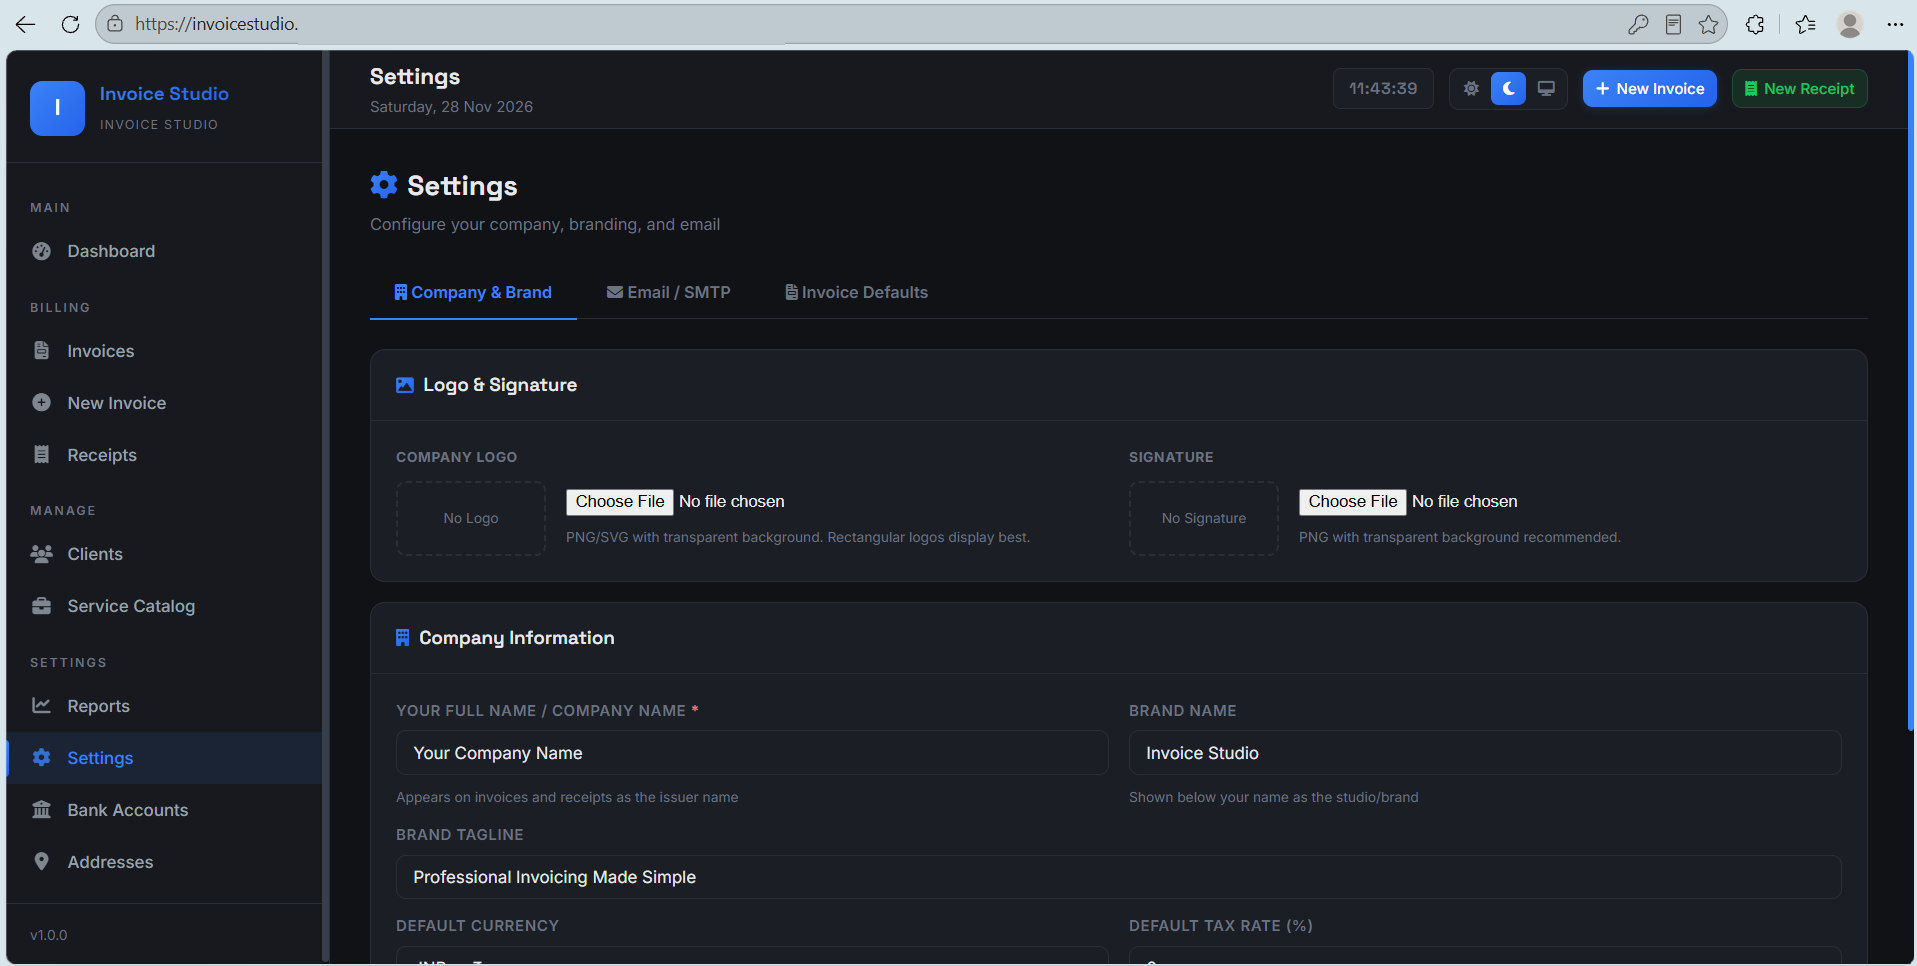 https://invoicestudio.
I
Invoice Studio
INVOICE STUDIO
MAIN
Dashboard
BILLING
Invoices
New Invoice
Receipts
MANAGE
Clients
Service Catalog
SETTINGS
Reports
Settings
Bank Accounts
Addresses
v1.0.0
Settings
Saturday, 28 Nov 2026
11:43:39
+ New Invoice
New Receipt
Settings
Configure your company, branding, and email
Company & Brand
Email / SMTP
Invoice Defaults
Logo & Signature
COMPANY LOGO
No Logo
Choose File No file chosen
PNG/SVG with transparent background. Rectangular logos display best.
SIGNATURE
No Signature
Choose File No file chosen
PNG with transparent background recommended.
Company Information
YOUR FULL NAME / COMPANY NAME *
Your Company Name
Appears on invoices and receipts as the issuer name
BRAND NAME
Invoice Studio
Shown below your name as the studio/brand
BRAND TAGLINE
Professional Invoicing Made Simple
DEFAULT CURRENCY
DEFAULT TAX RATE (%)